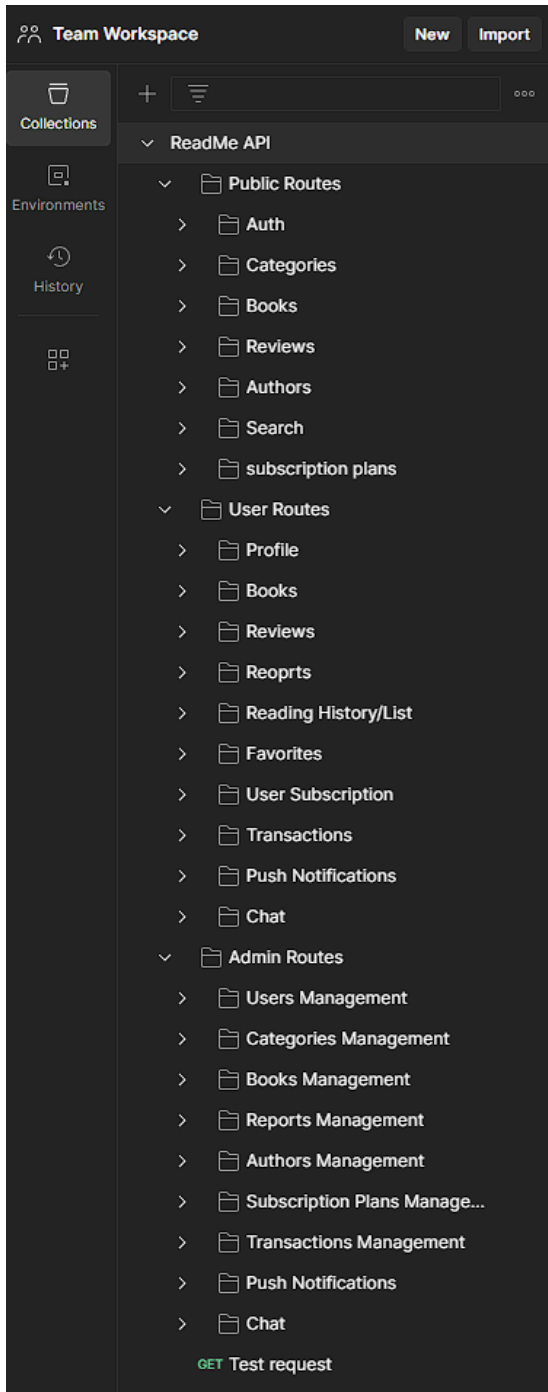 Team Workspace New Import
Collections
Environments
History
ReadMe API
Public Routes
Auth
Categories
Books
Reviews
Authors
Search
subscription plans
User Routes
Profile
Books
Reviews
Reoprts
Reading History/List
Favorites
User Subscription
Transactions
Push Notifications
Chat
Admin Routes
Users Management
Categories Management
Books Management
Reports Management
Authors Management
Subscription Plans Manage...
Transactions Management
Push Notifications
Chat
GET Test request